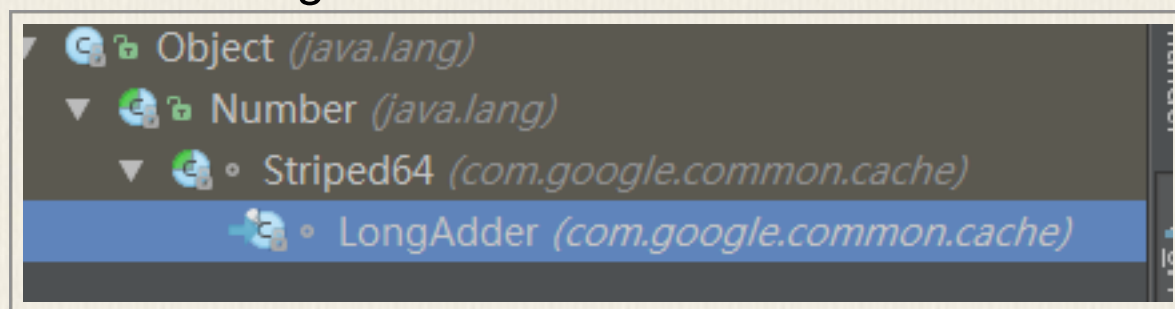 Object (java.lang)
Number (java.lang)
Striped64 (com.google.common.cache)
LongAdder (com.google.common.cache)